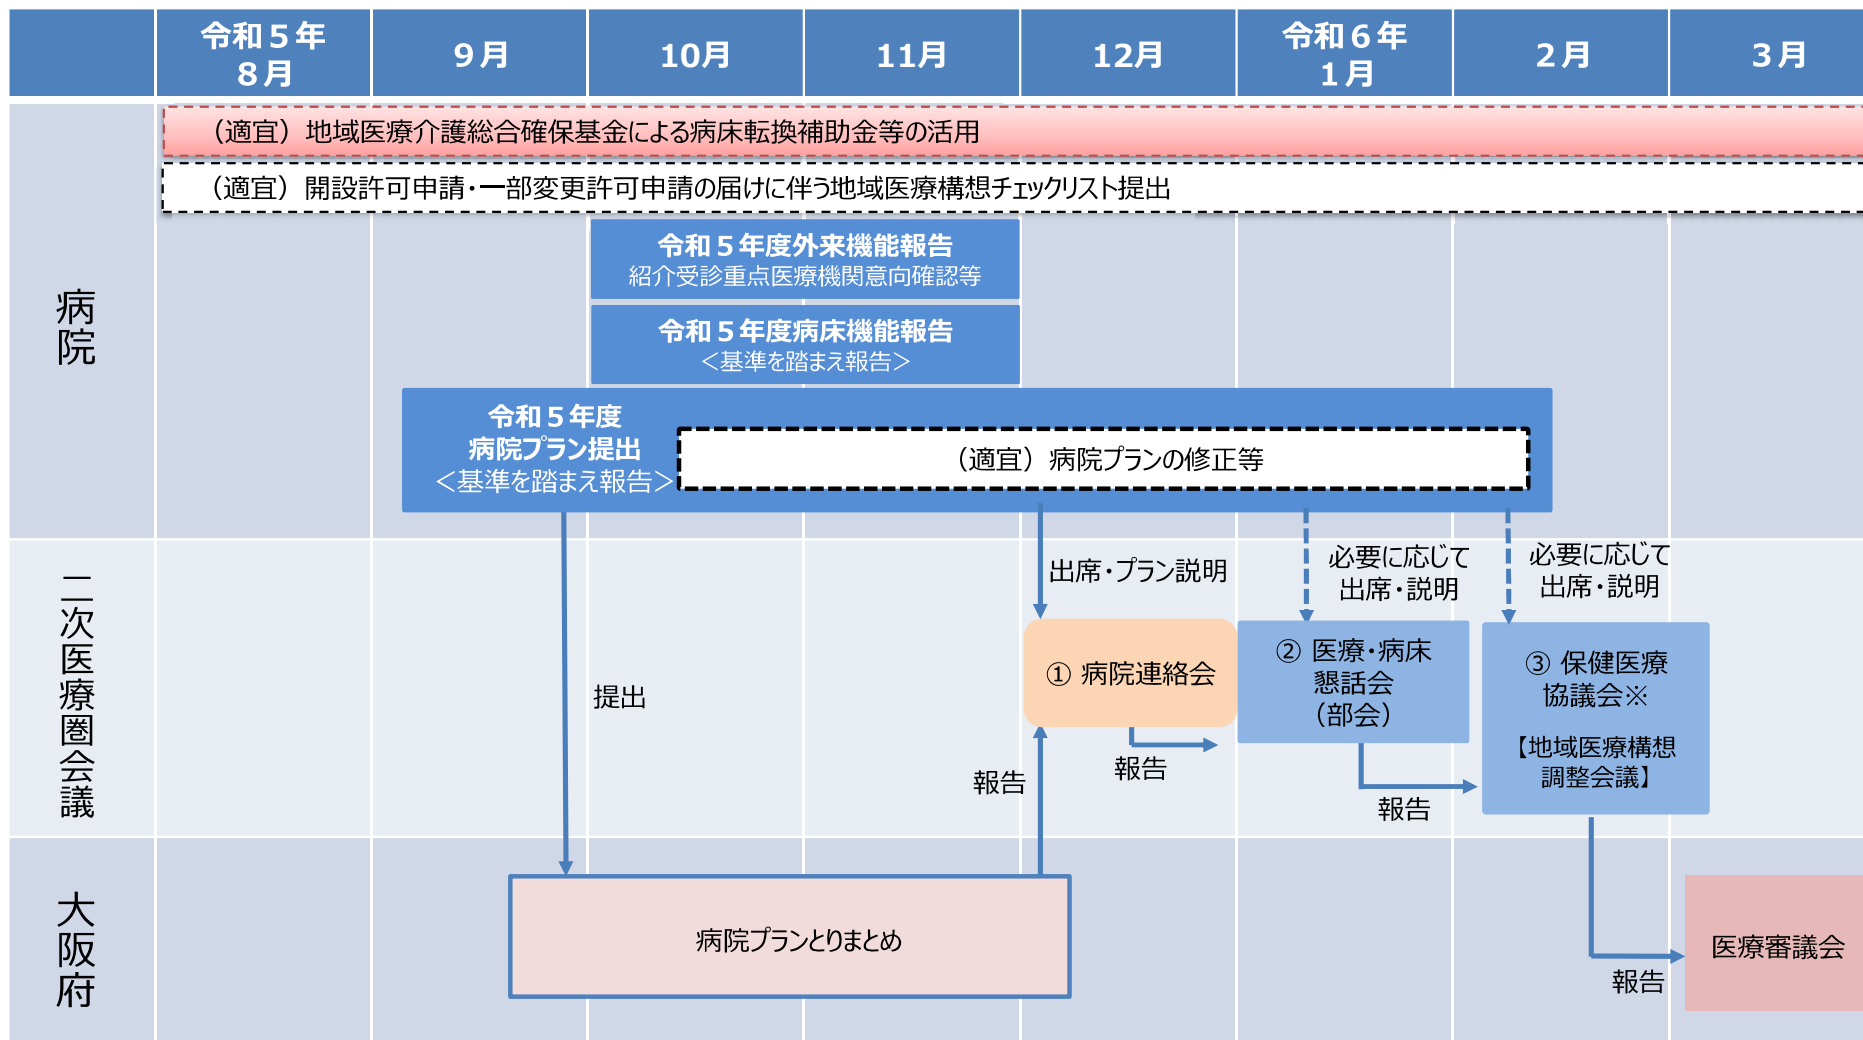 令和５年
８月
９月
10月
11月
12月
令和６年
１月
２月
３月
病院
（適宜）地域医療介護総合確保基金による病床転換補助金等の活用
（適宜）開設許可申請・一部変更許可申請の届けに伴う地域医療構想チェックリスト提出
令和５年度外来機能報告
紹介受診重点医療機関意向確認等
令和５年度病床機能報告
＜基準を踏まえ報告＞
令和５年度
病院プラン提出
＜基準を踏まえ報告＞
（適宜）病院プランの修正等
二次医療圏会議
出席・プラン説明
必要に応じて
出席・説明
必要に応じて
出席・説明
① 病院連絡会
② 医療・病床
懇話会
（部会）
③ 保健医療
協議会※
【地域医療構想
調整会議】
提出
報告
報告
報告
大阪府
病院プランとりまとめ
医療審議会
報告